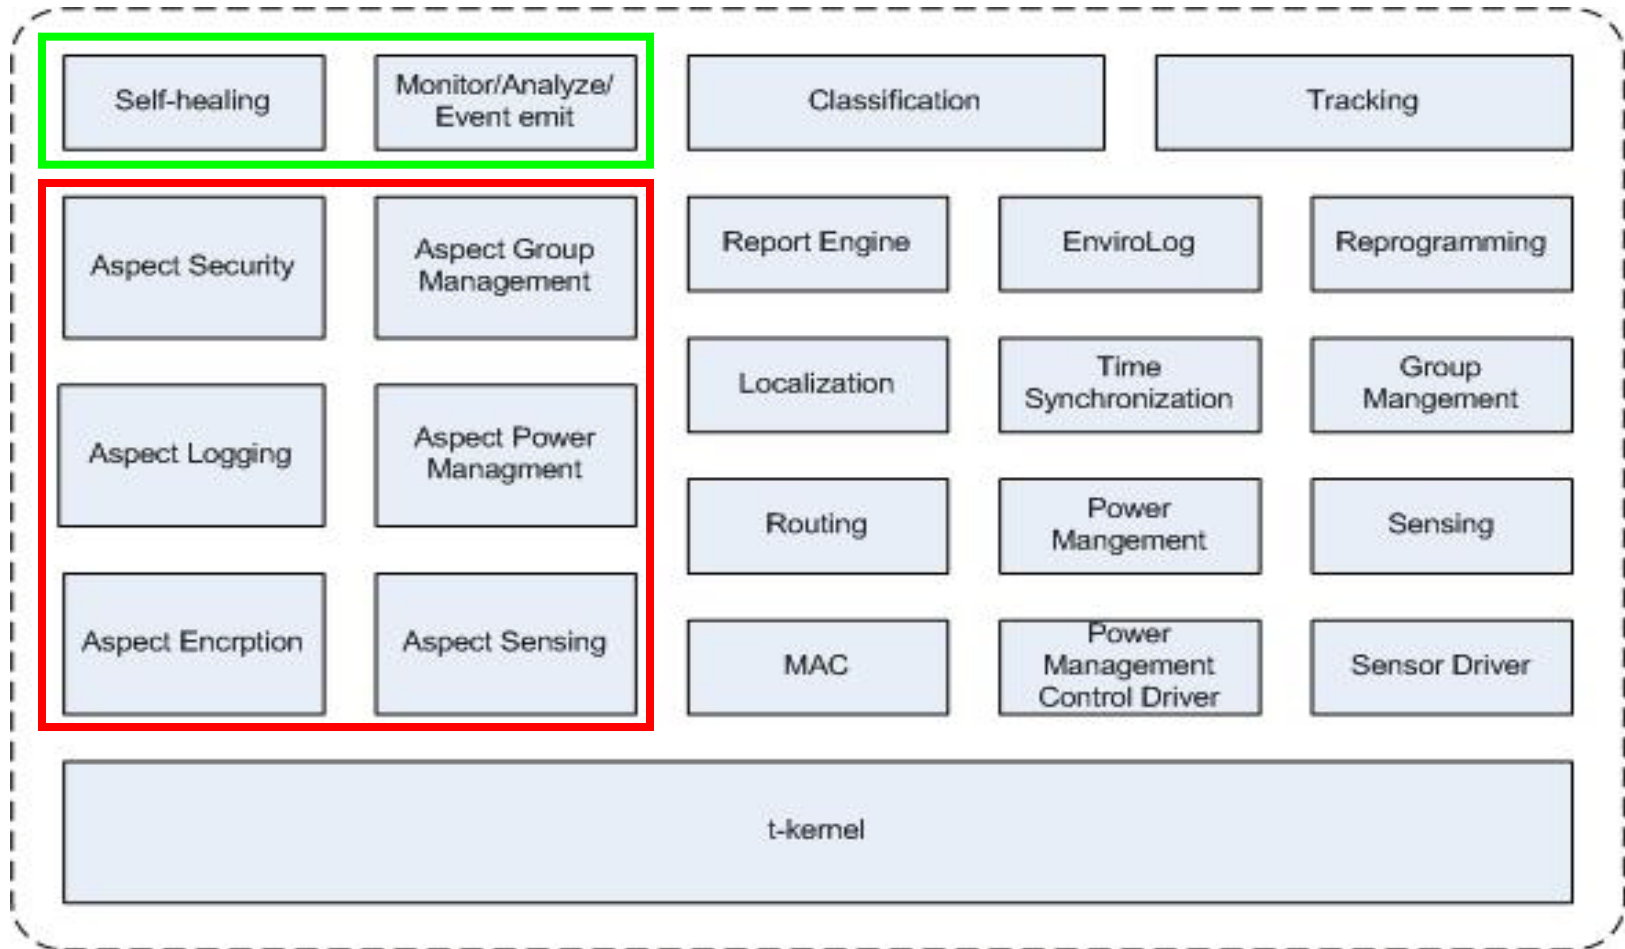 Self-healing
Monitor/Analyze/
Event emit
Classification
Tracking
Aspect Security
Aspect Group
Management
Report Engine
EnviroLog
Reprogramming
Localization
Time
Synchronization
Group
Mangement
Aspect Logging
Aspect Power
Managment
Routing
Power
Mangement
Sensing
Aspect Encrption
Aspect Sensing
MAC
Power
Management
Control Driver
Sensor Driver
t-kernel